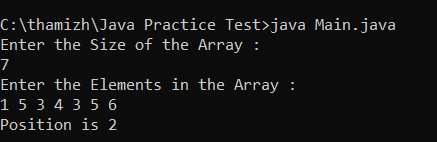 C:\thamizh\Java Practice Test>java Main.java
Enter the Size of the Array :
7
Enter the Elements in the Array :
1 5 3 4 3 5 6
Position is 2